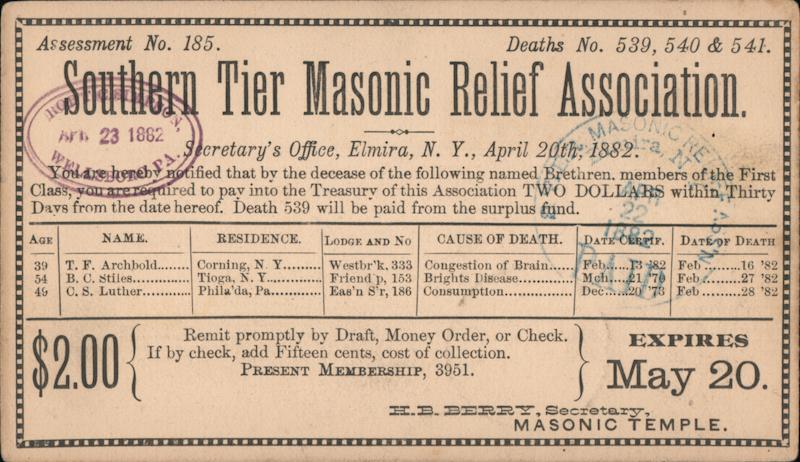 Assessment No. 185.
Deaths No. 539, 540 & 541.
Southern Tier Masonic Relief Association.
APR 23 1882
WELLSBORO, PA.
Secretary's Office, Elmira, N. Y., April 20th, 1882.
You are hereby notified that by the decease of the following named Brethren, members of the First
Class, you are required to pay into the Treasury of this Association TWO DOLLARS within Thirty
Days from the date hereof. Death 539 will be paid from the surplus fund.
AGE NAME. RESIDENCE. LODGE AND NO CAUSE OF DEATH. DATE CERTIF. DATE OF DEATH
39 T. F. Archbold........ Corning, N. Y....... Westbr'k, 333 Congestion of Brain..... Feb......13 '82 Feb ........16 '82
54 B. C. Stiles............ Tioga, N. Y........... Friend p, 153 Brights Disease........... Mch...21 Feb ........27 '82
49 C. S. Luther............ Phila'da, Pa........... Eas'n S'r, 186 Consumption.............. Dec....20 '73 Feb ........28 '82
$2.00
Remit promptly by Draft, Money Order, or Check.
If by check, add Fifteen cents, cost of collection.
PRESENT MEMBERSHIP, 3951.
EXPIRES
May 20.
H. B. BERRY, Secretary,
MASONIC TEMPLE.
MASONIC RELIEF ASS'N
22
1882